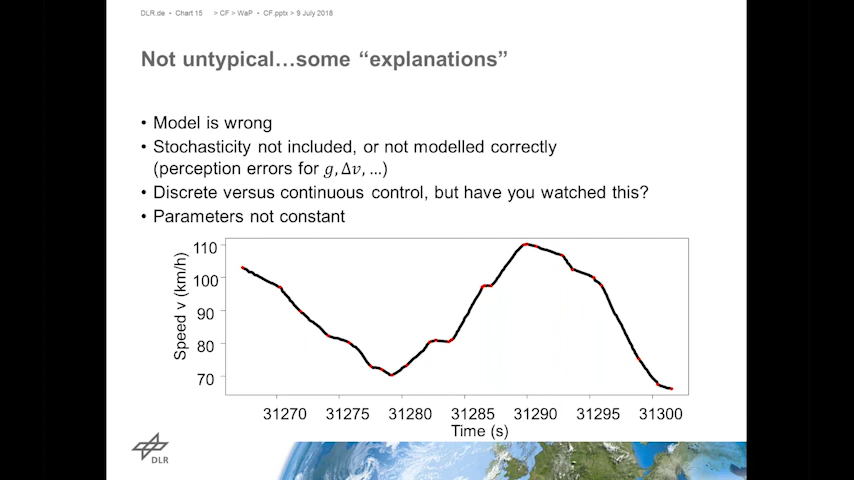 DLR.de • Chart 15 > CF > WaP • CF.pptx > 9 July 2018
Not untypical…some “explanations”
• Model is wrong
• Stochasticity not included, or not modelled correctly
(perception errors for g, Δv, …)
• Discrete versus continuous control, but have you watched this?
• Parameters not constant
110
100
90
80
70
Speed v (km/h)
31270 31275 31280 31285 31290 31295 31300
Time (s)
DLR